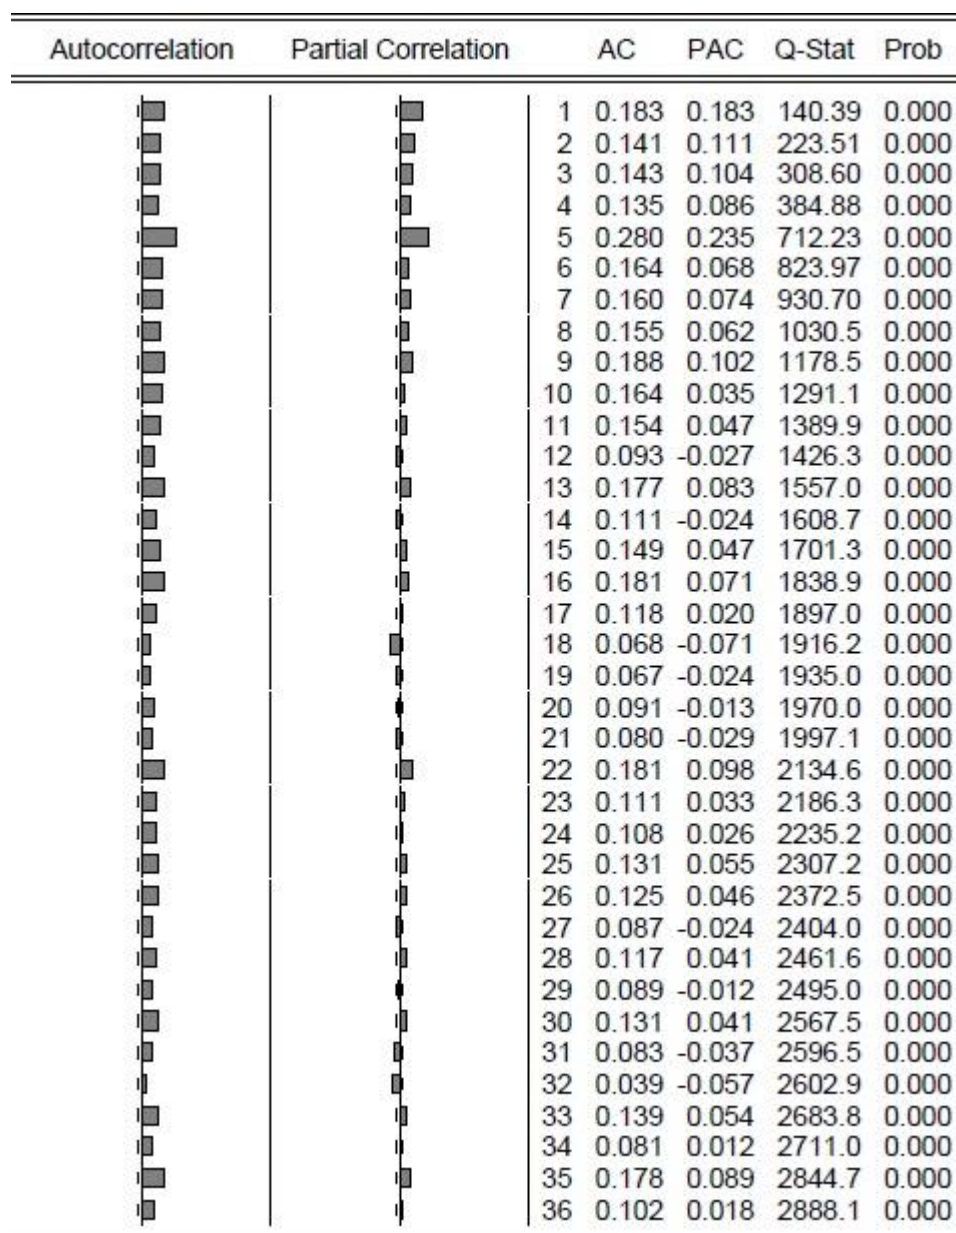 Autocorrelation Partial Correlation AC PAC Q-Stat Prob
1 0.183 0.183 140.39 0.000
2 0.141 0.111 223.51 0.000
3 0.143 0.104 308.60 0.000
4 0.135 0.086 384.88 0.000
5 0.280 0.235 712.23 0.000
6 0.164 0.068 823.97 0.000
7 0.160 0.074 930.70 0.000
8 0.155 0.062 1030.5 0.000
9 0.188 0.102 1178.5 0.000
10 0.164 0.035 1291.1 0.000
11 0.154 0.047 1389.9 0.000
12 0.093 -0.027 1426.3 0.000
13 0.177 0.083 1557.0 0.000
14 0.111 -0.024 1608.7 0.000
15 0.149 0.047 1701.3 0.000
16 0.181 0.071 1838.9 0.000
17 0.118 0.020 1897.0 0.000
18 0.068 -0.071 1916.2 0.000
19 0.067 -0.024 1935.0 0.000
20 0.091 -0.013 1970.0 0.000
21 0.080 -0.029 1997.1 0.000
22 0.181 0.098 2134.6 0.000
23 0.111 0.033 2186.3 0.000
24 0.108 0.026 2235.2 0.000
25 0.131 0.055 2307.2 0.000
26 0.125 0.046 2372.5 0.000
27 0.087 -0.024 2404.0 0.000
28 0.117 0.041 2461.6 0.000
29 0.089 -0.012 2495.0 0.000
30 0.131 0.041 2567.5 0.000
31 0.083 -0.037 2596.5 0.000
32 0.039 -0.057 2602.9 0.000
33 0.139 0.054 2683.8 0.000
34 0.081 0.012 2711.0 0.000
35 0.178 0.089 2844.7 0.000
36 0.102 0.018 2888.1 0.000